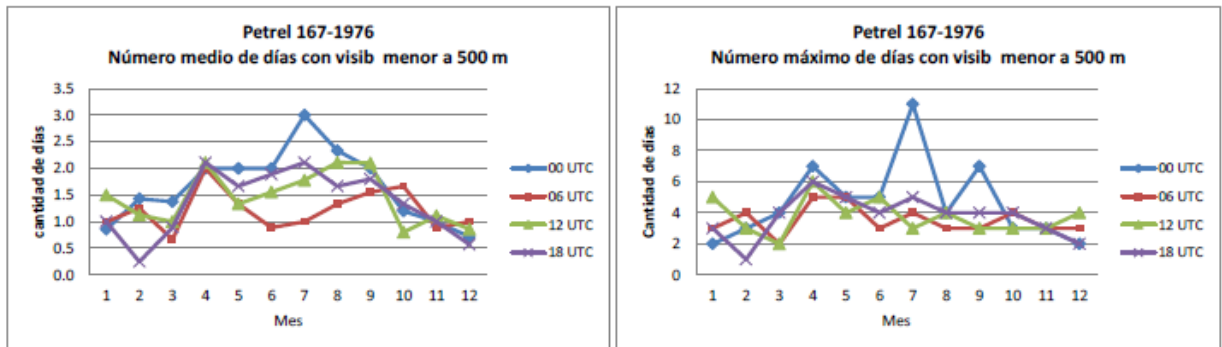 Petrel 167-1976
Número medio de días con visib menor a 500 m
cantidad de días
3.5
3.0
2.5
2.0
1.5
1.0
0.5
0.0
1 2 3 4 5 6 7 8 9 10 11 12
Mes
00 UTC
06 UTC
12 UTC
18 UTC
Petrel 167-1976
Número máximo de días con visib menor a 500 m
Cantidad de días
12
10
8
6
4
2
0
1 2 3 4 5 6 7 8 9 10 11 12
Mes
00 UTC
06 UTC
12 UTC
18 UTC